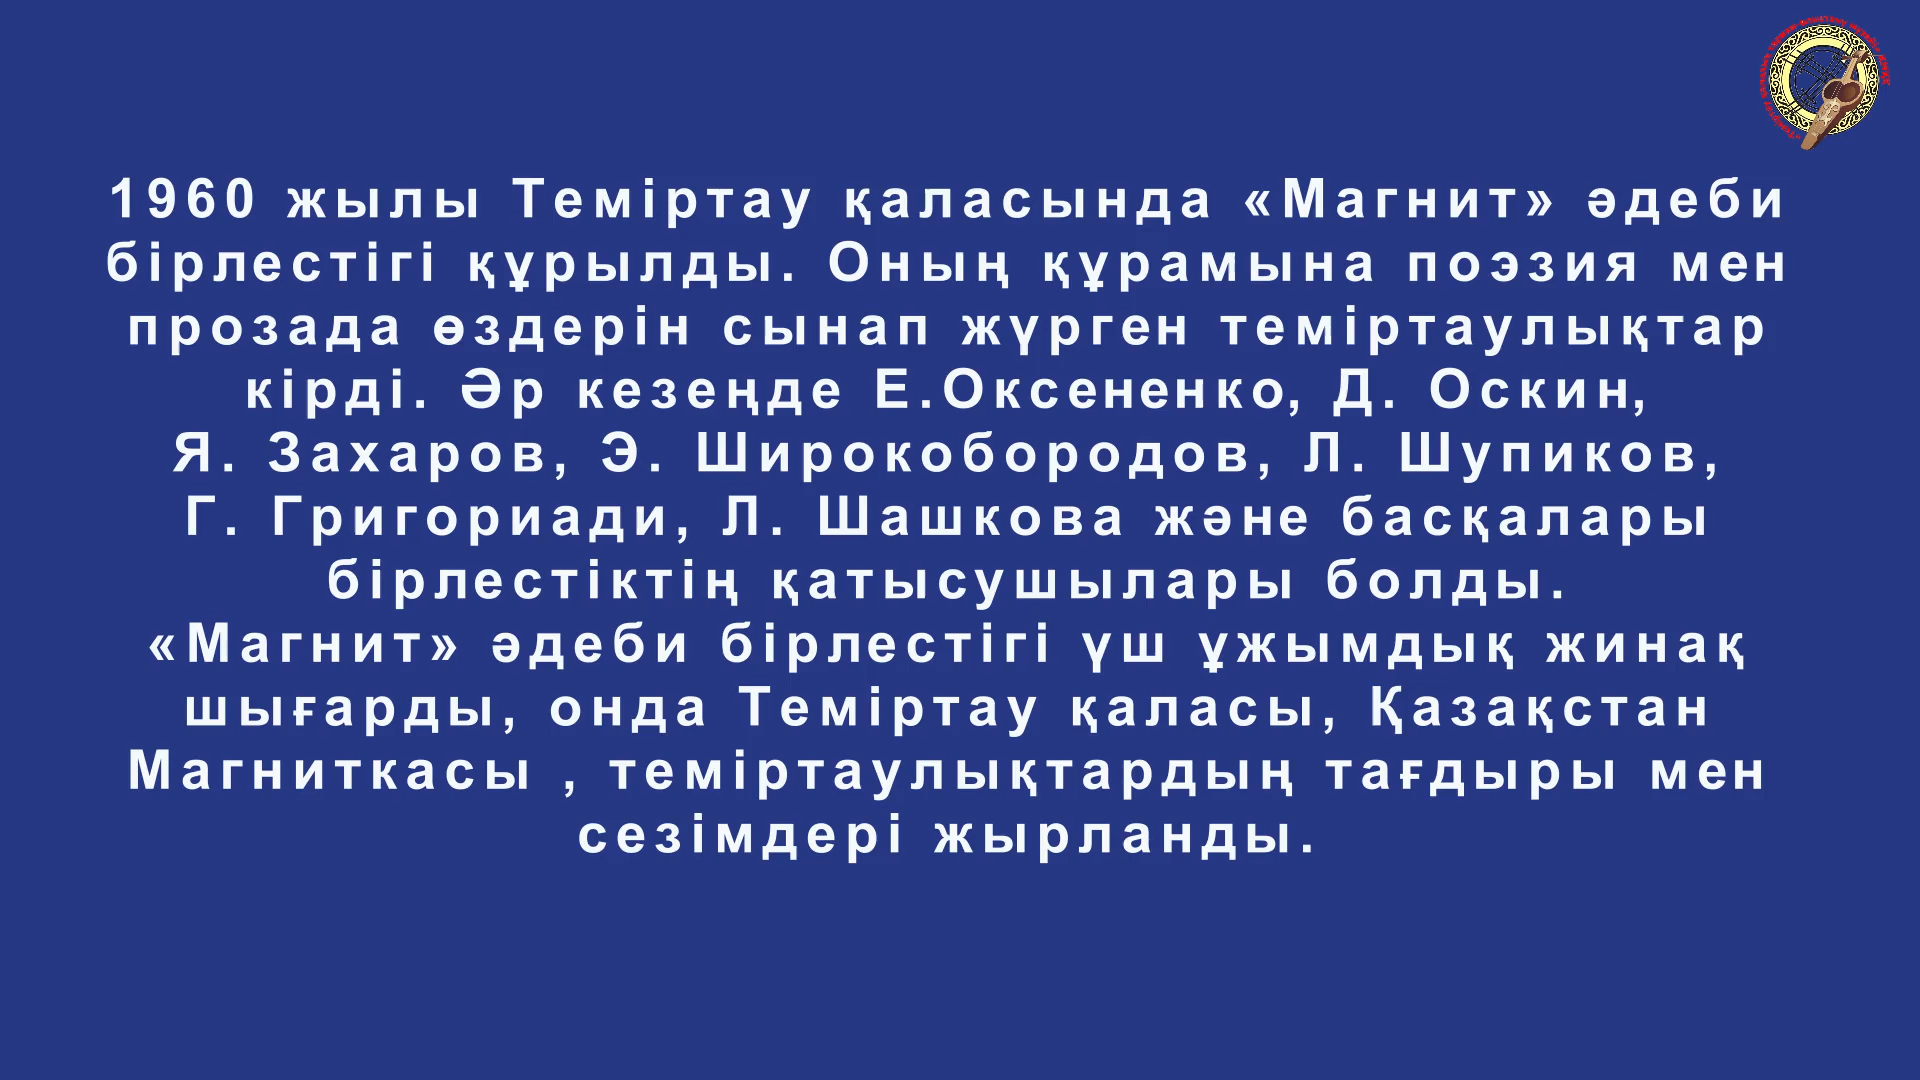 1960 жылы Теміртау қаласында «Магнит» әдеби
бірлестігі құрылды. Оның құрамына поэзия мен
прозада өздерін сынап жүрген теміртаулықтар
кірді. Әр кезеңде Е.Оксененко, Д. Оскин,
Я. Захаров, Э. Широкобородов, Л. Шупиков,
Г. Григориади, Л. Шашкова және басқалары
бірлестіктің қатысушылары болды.
«Магнит» әдеби бірлестігі үш ұжымдық жинақ
шығарды, онда Теміртау қаласы, Қазақстан
Магниткасы , теміртаулықтардың тағдыры мен
сезімдері жырланды.